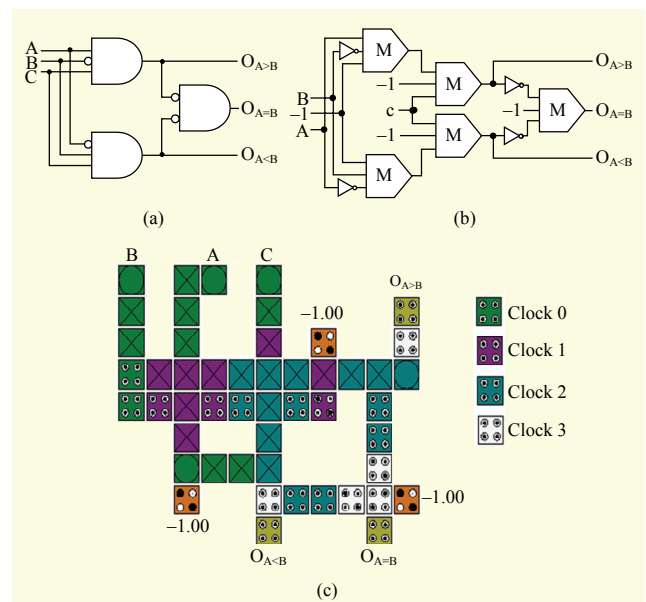 A
B
C
O_{A>B}
O_{A=B}
O_{A<B}
(a)
B
−1
A
c
M
M
−1
−1
M
M
−1
M
O_{A>B}
O_{A=B}
O_{A<B}
(b)
B
A
C
−1.00
O_{A>B}
Clock 0
Clock 1
Clock 2
Clock 3
−1.00
−1.00
O_{A<B}
O_{A=B}
(c)